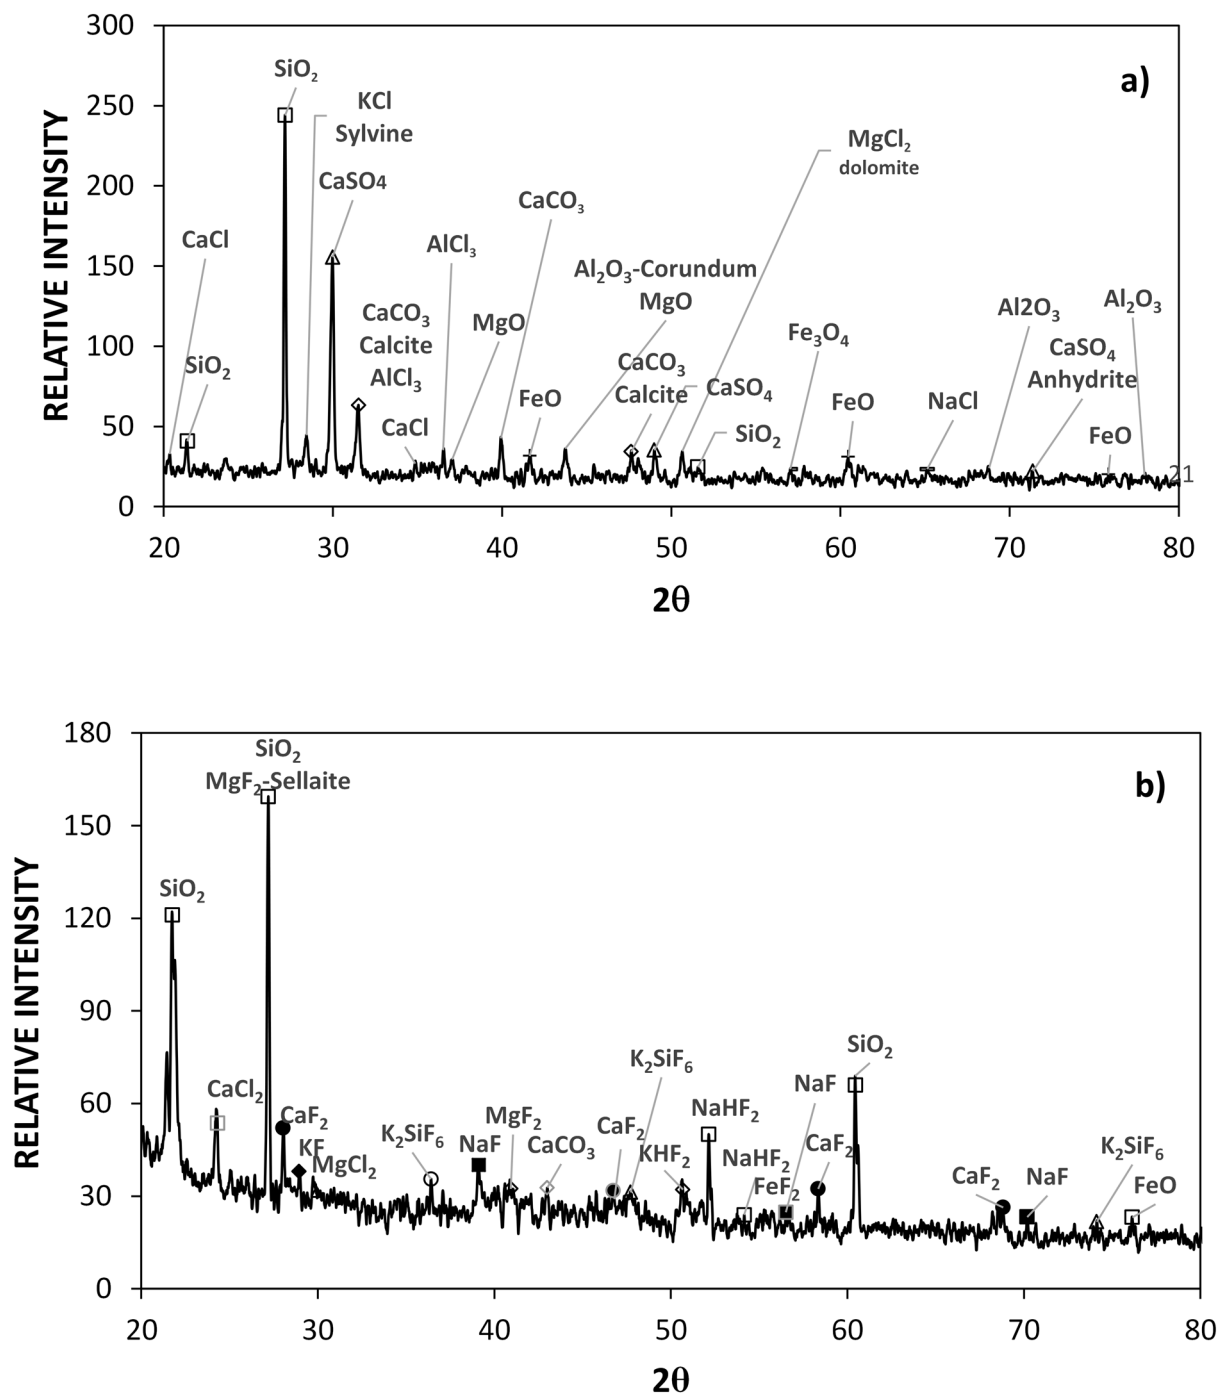 300
250
200
150
100
50
0
RELATIVE INTENSITY
a)
SiO2
KCl
Sylvine
CaSO4
CaCl
SiO2
CaCO3
Calcite
AlCl3
CaCl
AlCl3
MgO
CaCO3
FeO
Al2O3-Corundum
MgO
CaCO3
Calcite
CaSO4
SiO2
MgCl2
dolomite
Fe3O4
FeO
NaCl
Al2O3
CaSO4
Anhydrite
Al2O3
FeO
21
20 30 40 50 60 70 80
2θ
180
150
120
90
60
30
0
RELATIVE INTENSITY
b)
SiO2
MgF2-Sellaite
SiO2
CaCl2
CaF2
KF
MgCl2
K2SiF6
NaF
MgF2
CaCO3
CaF2
K2SiF6
KHF2
NaHF2
NaHF2
FeF2
NaF
CaF2
SiO2
CaF2
NaF
K2SiF6
FeO
20 30 40 50 60 70 80
2θ